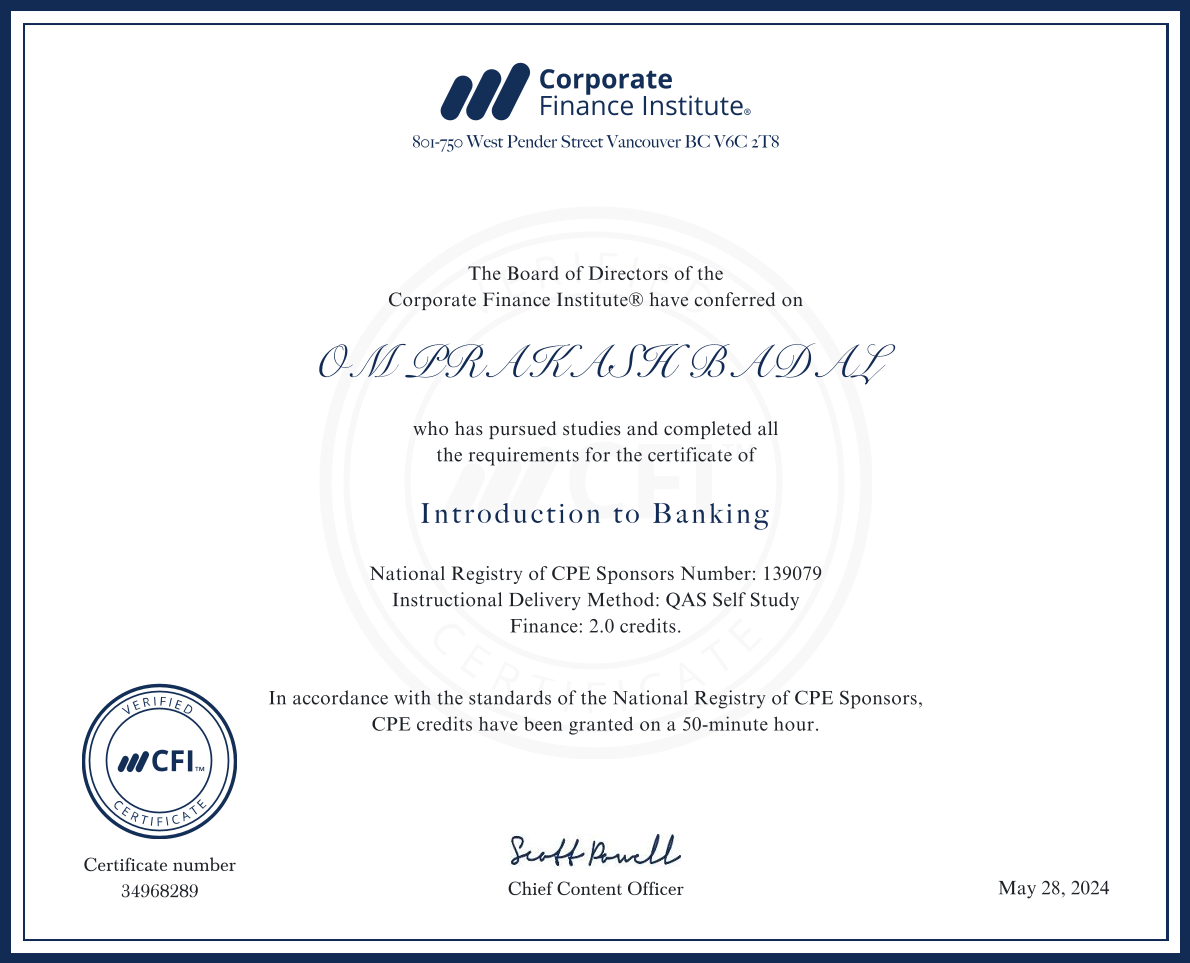 Corporate
Finance Institute®
801-750 West Pender Street Vancouver BC V6C 2T8
The Board of Directors of the
Corporate Finance Institute® have conferred on
OM PRAKASH BADAL
who has pursued studies and completed all
the requirements for the certificate of
Introduction to Banking
National Registry of CPE Sponsors Number: 139079
Instructional Delivery Method: QAS Self Study
Finance: 2.0 credits.
In accordance with the standards of the National Registry of CPE Sponsors,
CPE credits have been granted on a 50-minute hour.
VERIFIED
CFI™
CERTIFICATE
VERIFIED
CFI™
CERTIFICATE
Certificate number
34968289
Scott Powell
Chief Content Officer
May 28, 2024